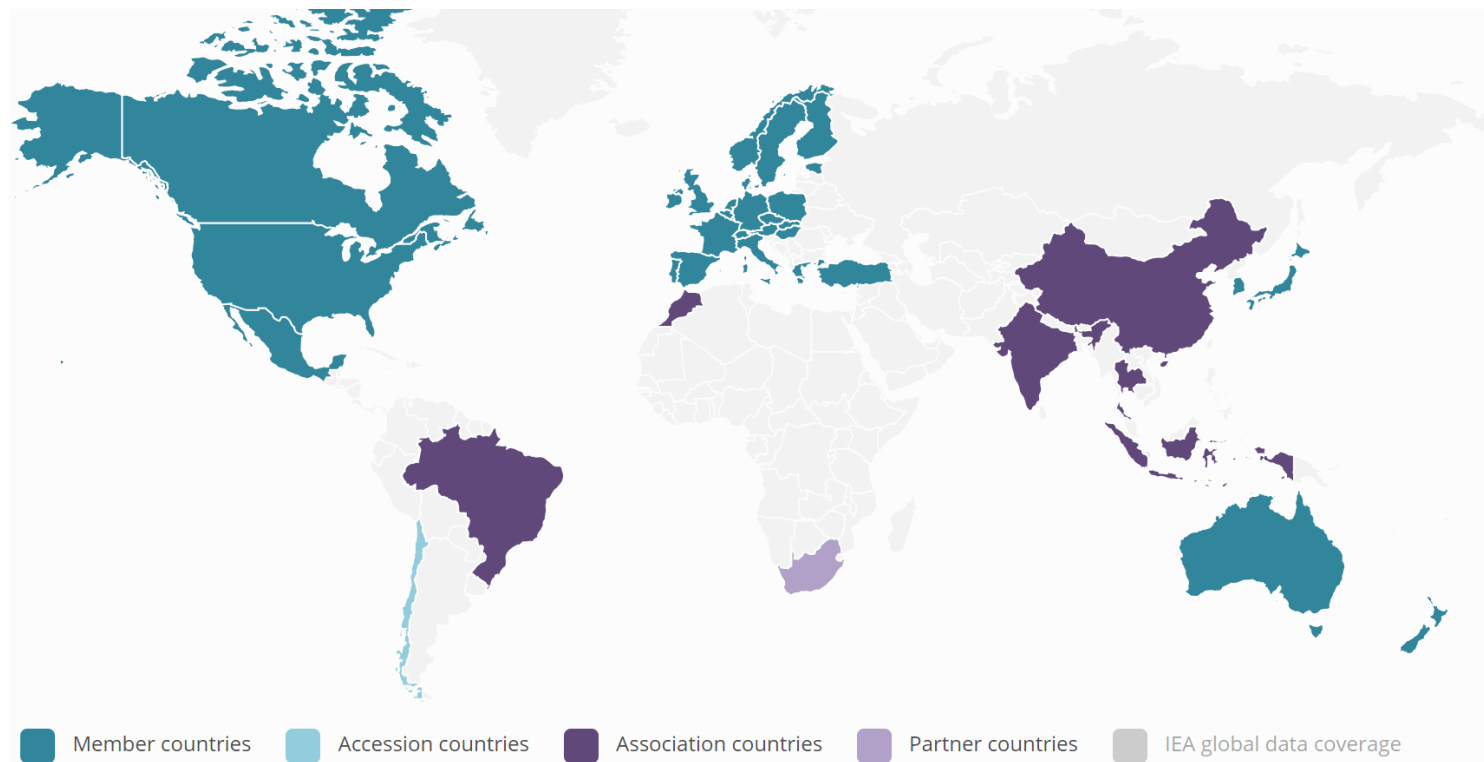 Member countries
Accession countries
Association countries
Partner countries
IEA global data coverage